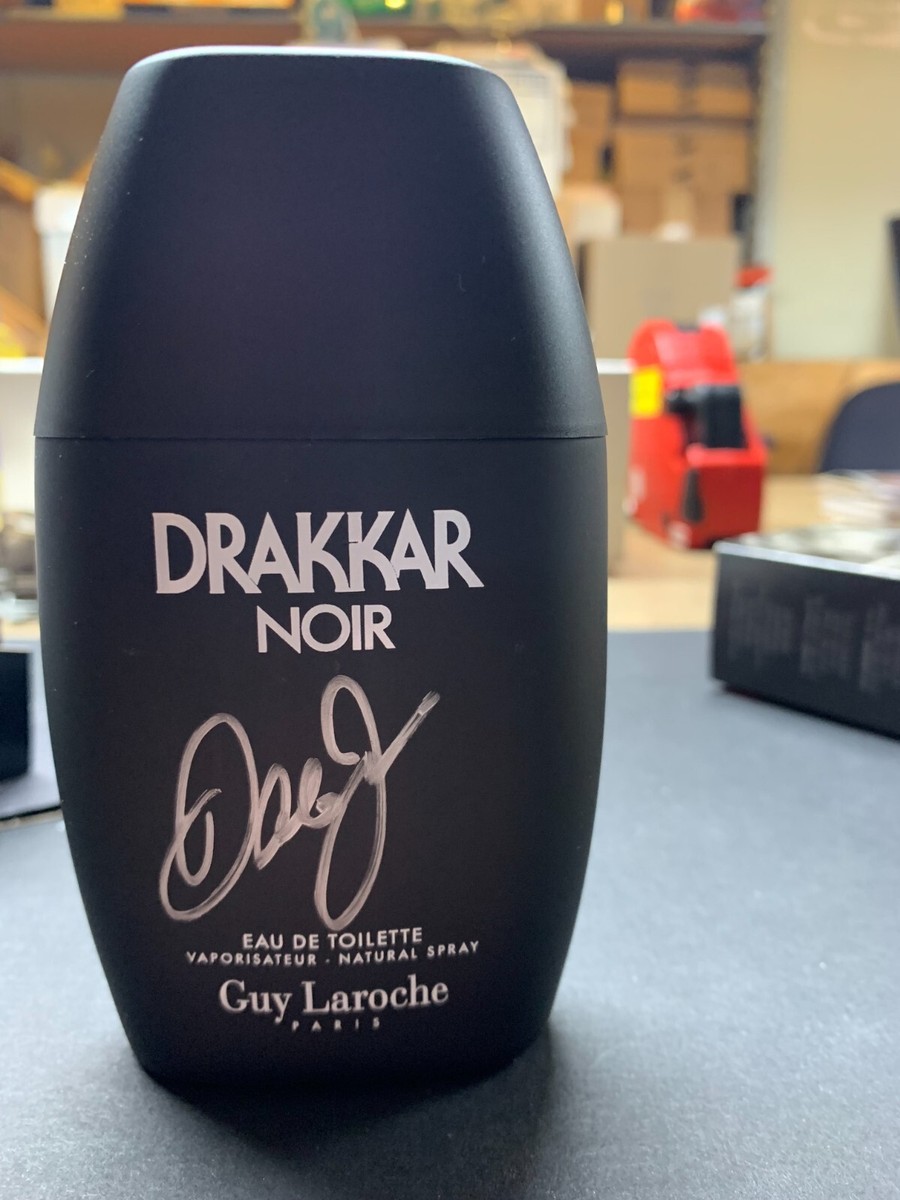 DRAKKAR
NOIR
EAU DE TOILETTE
VAPORISATEUR - NATURAL SPRAY
Guy Laroche
PARIS